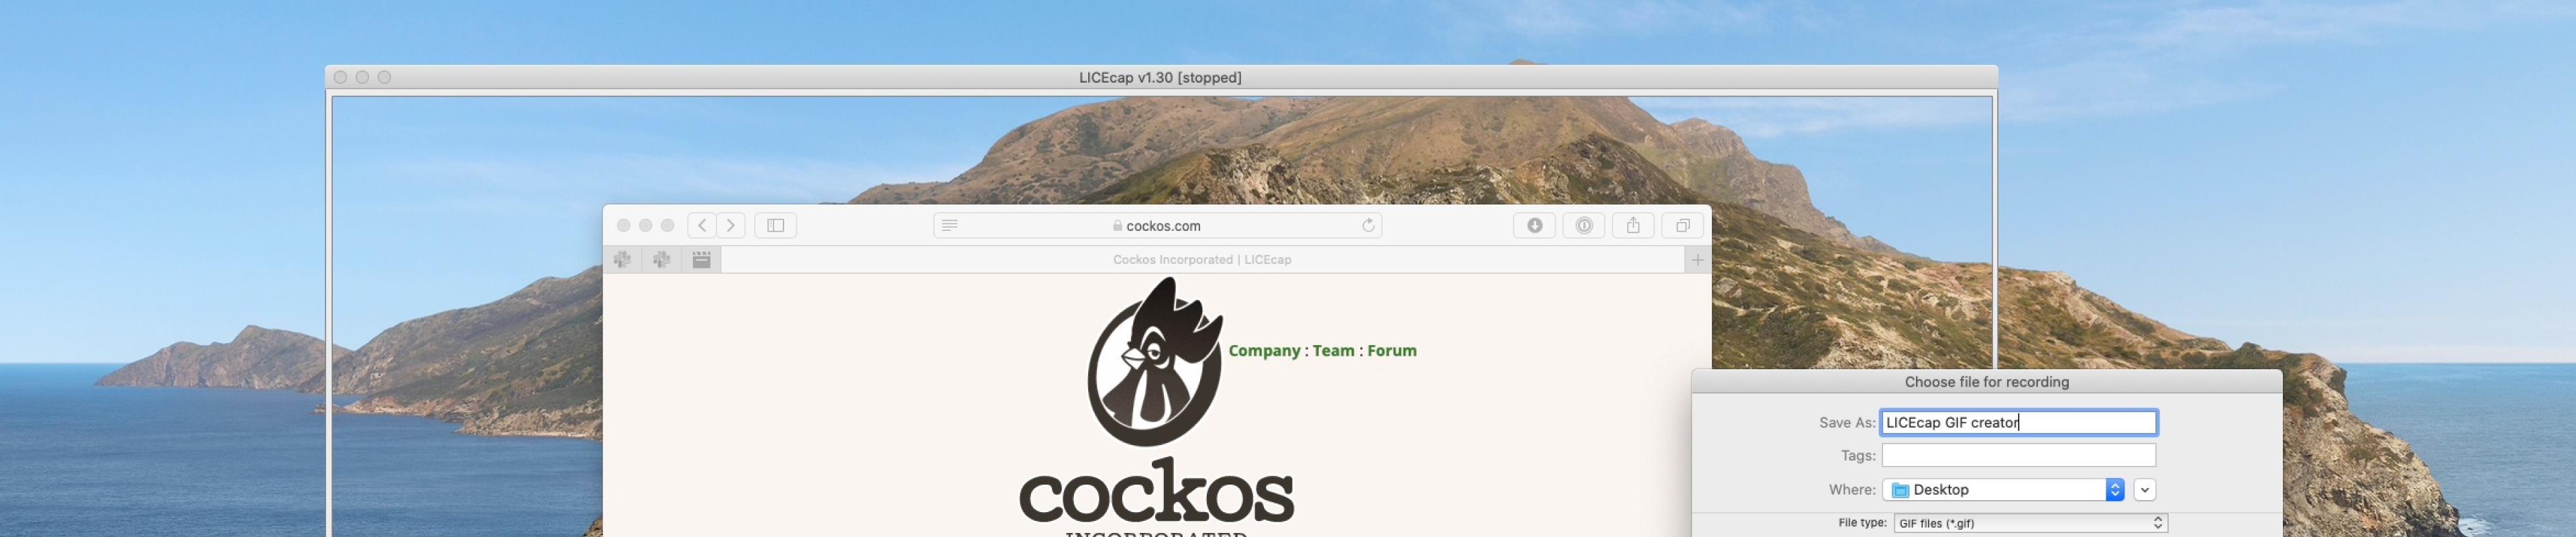 LICEcap v1.30 [stopped]
cockos.com
Cockos Incorporated | LICEcap
Company : Team : Forum
cockos
INCORPORATED
Choose file for recording
Save As: LICEcap GIF creator
Tags:
Where: Desktop
File type: GIF files (*.gif)